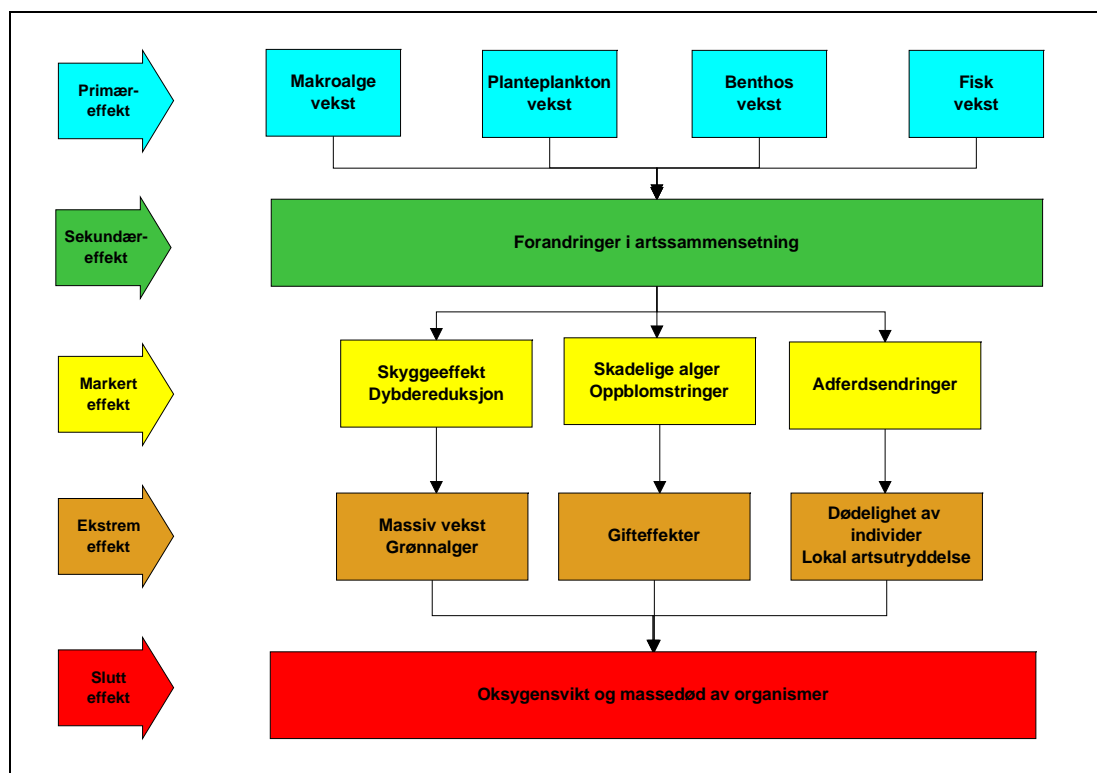 Primær-
effekt
Makroalge
vekst
Planteplankton
vekst
Benthos
vekst
Fisk
vekst
Sekundær-
effekt
Forandringer i artssammensetning
Markert
effekt
Skyggeeffekt
Dybdereduksjon
Skadelige alger
Oppblomstringer
Adferdsendringer
Ekstrem
effekt
Massiv vekst
Grønnalger
Gifteffekter
Dødelighet av
individer
Lokal artsutryddelse
Slutt
effekt
Oksygensvikt og massedød av organismer